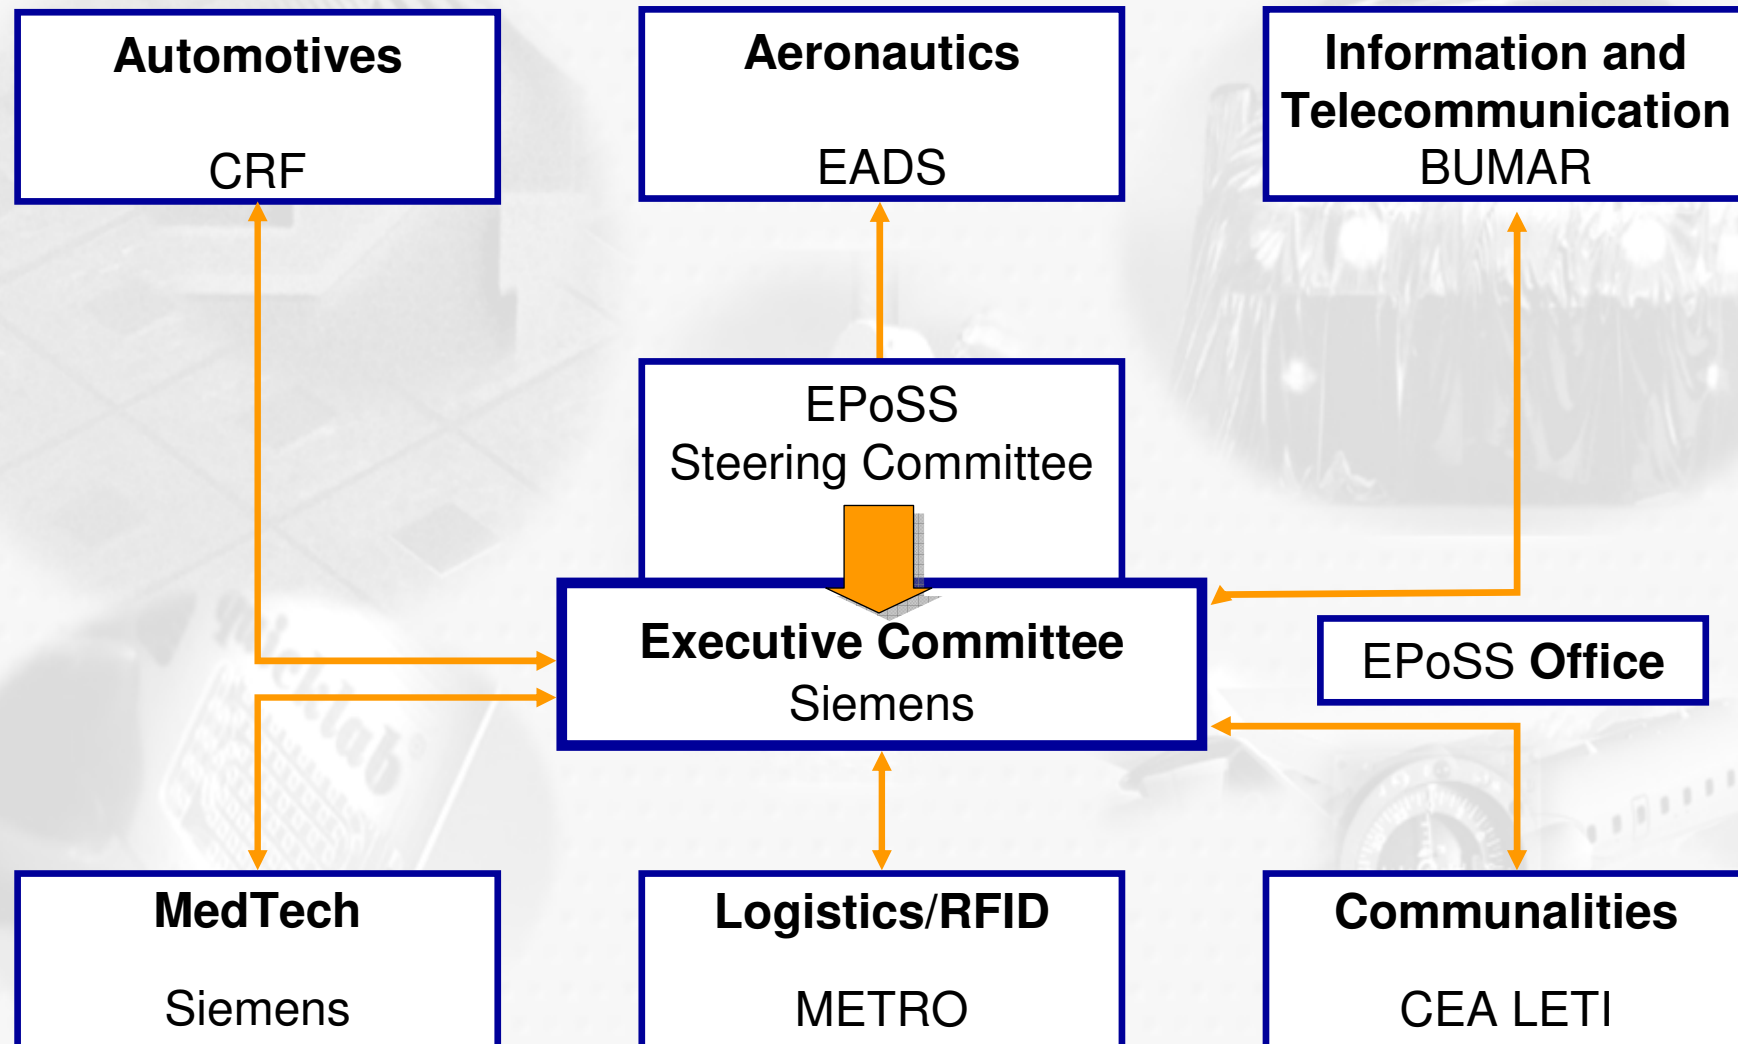 Automotives
CRF
Aeronautics
EADS
Information and
Telecommunication
BUMAR
EPoSS
Steering Committee
Executive Committee
Siemens
EPoSS Office
MedTech
Siemens
Logistics/RFID
METRO
Communalities
CEA LETI
quicklab®